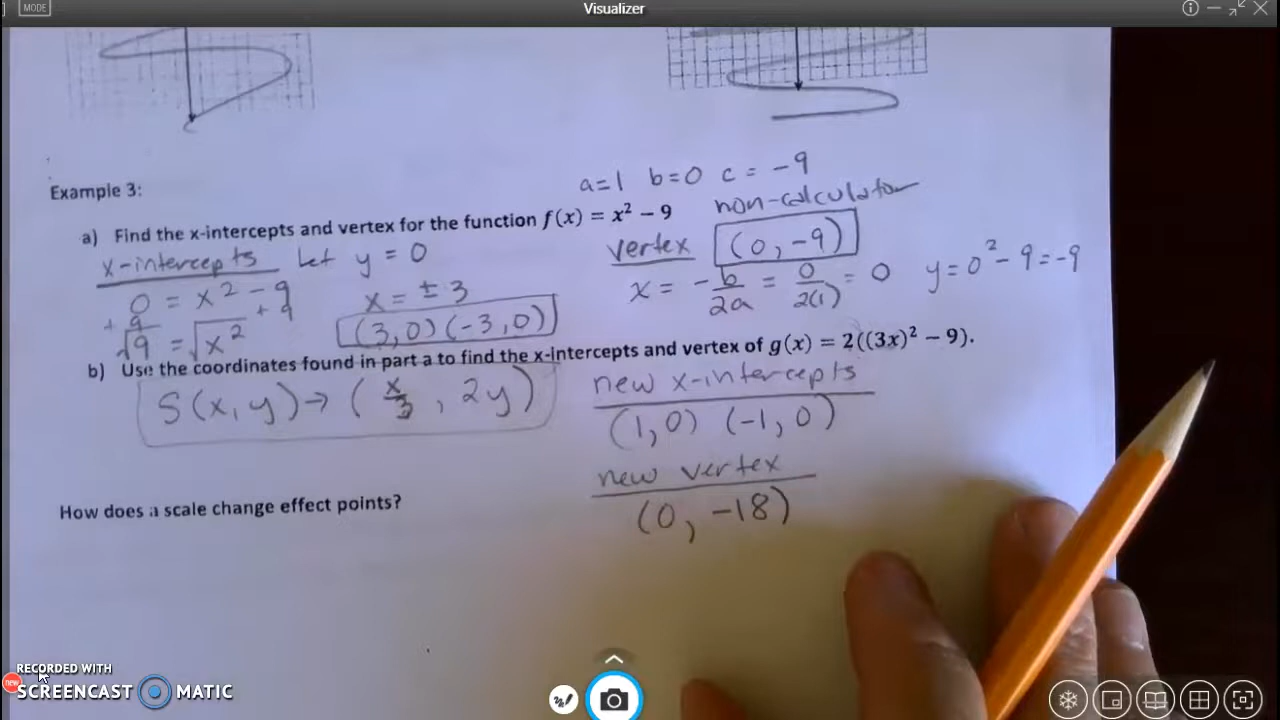 MODE
Visualizer
Example 3:
a=1 b=0 c = -9
a) Find the x-intercepts and vertex for the function f(x) = x² − 9
non-calculator
x-intercepts Let y = 0
vertex (0, -9)
0 = x² - 9
+9 +9
x = ± 3
x = -b/2a = 0/2(1) = 0
y = 0² - 9 = -9
√9 = √x²
(3,0) (-3,0)
b) Use the coordinates found in part a to find the x-intercepts and vertex of g(x) = 2((3x)² − 9).
S(x,y) → (x/3, 2y)
new x-intercepts
(1,0) (-1,0)
new vertex
(0, -18)
How does a scale change effect points?
RECORDED WITH
new
SCREENCAST MATIC